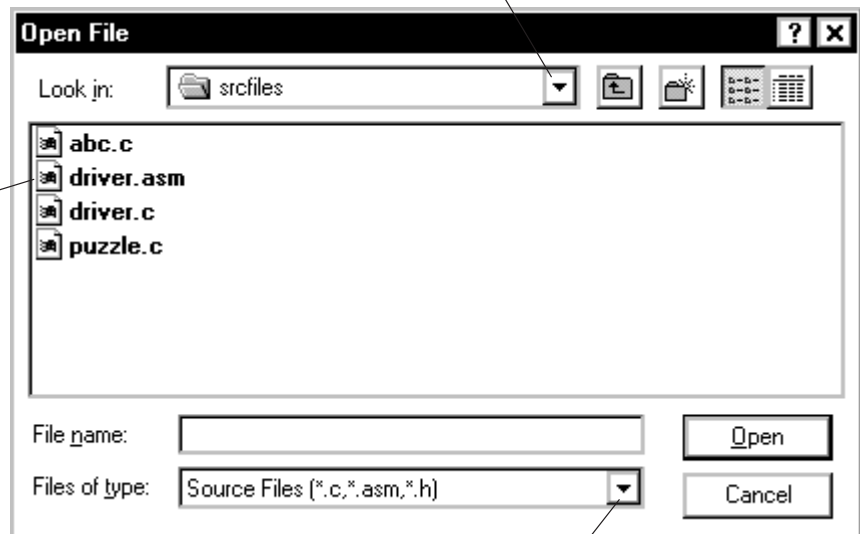 Open File
Look in: srcfiles
abc.c
driver.asm
driver.c
puzzle.c
File name: Open
Files of type: Source Files (*.c,*.asm,*.h) Cancel